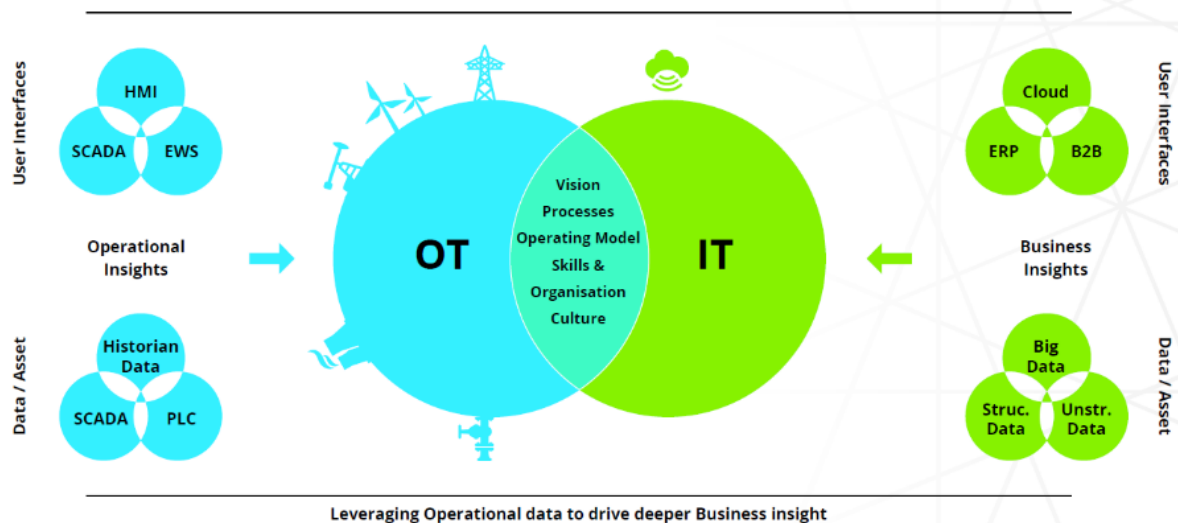 User Interfaces
HMI
SCADA
EWS
Operational
Insights
Data / Asset
Historian
Data
SCADA
PLC
OT
Vision
Processes
Operating Model
Skills &
Organisation
Culture
IT
User Interfaces
Cloud
ERP
B2B
Business
Insights
Data / Asset
Big
Data
Struc.
Data
Unstr.
Data
Leveraging Operational data to drive deeper Business insight